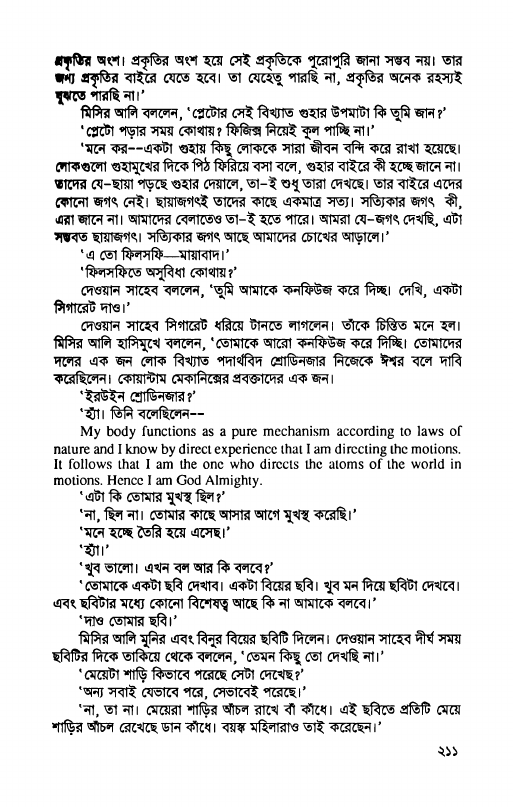 প্রকৃতির অংশ। প্রকৃতির অংশ হয়ে সেই প্রকৃতিকে পুরোপুরি জানা সম্ভব নয়। তার
জন্য প্রকৃতির বাইরে যেতে হবে। তা যেহেতু পারছি না, প্রকৃতির অনেক রহস্যই
বুঝতে পারছি না।'
মিসির আলি বললেন, 'প্লেটোর সেই বিখ্যাত গুহার উপমাটা কি তুমি জান?'
'প্লেটো পড়ার সময় কোথায়? ফিজিক্স নিয়েই কূল পাচ্ছি না।'
'মনে কর--একটা গুহায় কিছু লোককে সারা জীবন বন্দি করে রাখা হয়েছে।
লোকগুলো গুহামুখের দিকে পিঠ ফিরিয়ে বসা বলে, গুহার বাইরে কী হচ্ছে জানে না।
তাদের যে-ছায়া পড়ছে গুহার দেয়ালে, তা-ই শুধু তারা দেখছে। তার বাইরে এদের
কোনো জগৎ নেই। ছায়াজগৎই তাদের কাছে একমাত্র সত্য। সত্যিকার জগৎ কী,
এরা জানে না। আমাদের বেলাতেও তা-ই হতে পারে। আমরা যে-জগৎ দেখছি, এটা
সম্ভবত ছায়াজগৎ। সত্যিকার জগৎ আছে আমাদের চোখের আড়ালে।'
'এ তো ফিলসফি—মায়াবাদ।'
'ফিলসফিতে অসুবিধা কোথায়?'
দেওয়ান সাহেব বললেন, 'তুমি আমাকে কনফিউজ করে দিচ্ছ। দেখি, একটা
সিগারেট দাও।'
দেওয়ান সাহেব সিগারেট ধরিয়ে টানতে লাগলেন। তাঁকে চিন্তিত মনে হল।
মিসির আলি হাসিমুখে বললেন, 'তোমাকে আরো কনফিউজ করে দিচ্ছি। তোমাদের
দলের এক জন লোক বিখ্যাত পদার্থবিদ শ্রোডিনজার নিজেকে ঈশ্বর বলে দাবি
করেছিলেন। কোয়ান্টাম মেকানিক্সের প্রবক্তাদের এক জন।
'ইরউইন শ্রোডিনজার?'
'হ্যাঁ। তিনি বলেছিলেন--
My body functions as a pure mechanism according to laws of
nature and I know by direct experience that I am directing the motions.
It follows that I am the one who directs the atoms of the world in
motions. Hence I am God Almighty.
'এটা কি তোমার মুখস্থ ছিল?'
'না, ছিল না। তোমার কাছে আসার আগে মুখস্থ করেছি।'
'মনে হচ্ছে তৈরি হয়ে এসেছ।'
'হ্যাঁ।'
'খুব ভালো। এখন বল আর কি বলবে?'
'তোমাকে একটা ছবি দেখাব। একটা বিয়ের ছবি। খুব মন দিয়ে ছবিটা দেখবে।
এবং ছবিটার মধ্যে কোনো বিশেষত্ব আছে কি না আমাকে বলবে।'
'দাও তোমার ছবি।'
মিসির আলি মুনির এবং বিনুর বিয়ের ছবিটি দিলেন। দেওয়ান সাহেব দীর্ঘ সময়
ছবিটির দিকে তাকিয়ে থেকে বললেন, 'তেমন কিছু তো দেখছি না।'
'মেয়েটা শাড়ি কিভাবে পরেছে সেটা দেখেছ?'
'অন্য সবাই যেভাবে পরে, সেভাবেই পরেছে।'
'না, তা না। মেয়েরা শাড়ির আঁচল রাখে বাঁ কাঁধে। এই ছবিতে প্রতিটি মেয়ে
শাড়ির আঁচল রেখেছে ডান কাঁধে। বয়স্ক মহিলারাও তাই করেছেন।'
২১১